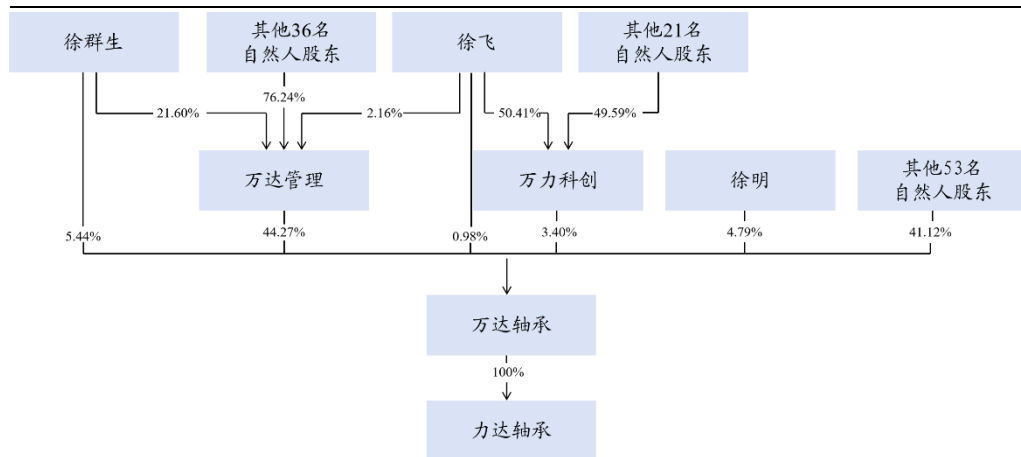 徐群生
其他36名
自然人股东
徐飞
其他21名
自然人股东
21.60%
76.24%
2.16%
50.41%
49.59%
万达管理
万力科创
徐明
其他53名
自然人股东
5.44%
44.27%
0.98%
3.40%
4.79%
41.12%
万达轴承
100%
力达轴承